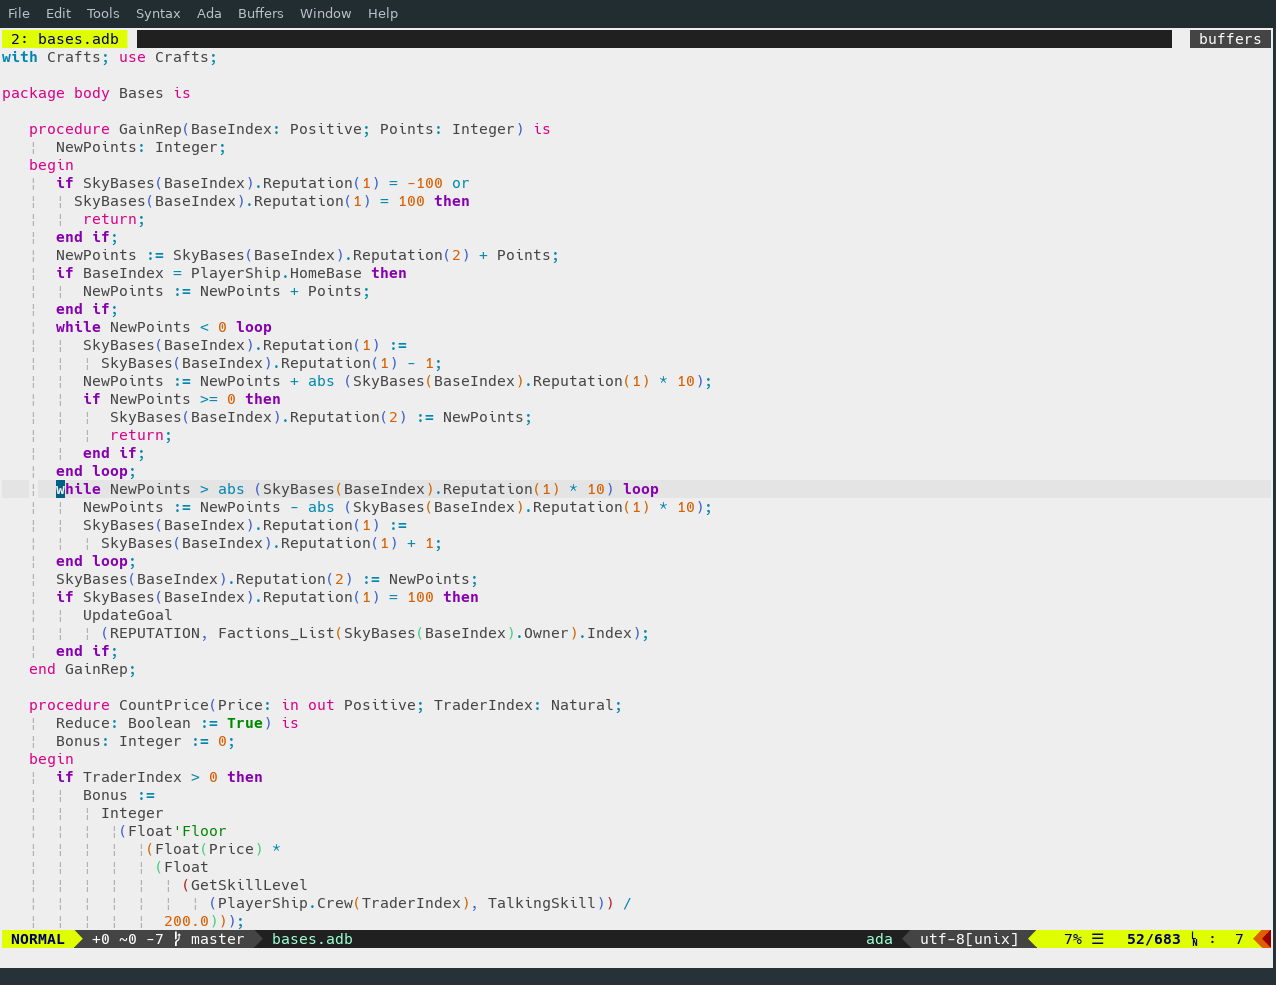 File Edit Tools Syntax Ada Buffers Window Help
2: bases.adb buffers
with Crafts; use Crafts;
package body Bases is
procedure GainRep(BaseIndex: Positive; Points: Integer) is
NewPoints: Integer;
begin
if SkyBases(BaseIndex).Reputation(1) = -100 or
SkyBases(BaseIndex).Reputation(1) = 100 then
return;
end if;
NewPoints := SkyBases(BaseIndex).Reputation(2) + Points;
if BaseIndex = PlayerShip.HomeBase then
NewPoints := NewPoints + Points;
end if;
while NewPoints < 0 loop
SkyBases(BaseIndex).Reputation(1) :=
SkyBases(BaseIndex).Reputation(1) - 1;
NewPoints := NewPoints + abs (SkyBases(BaseIndex).Reputation(1) * 10);
if NewPoints >= 0 then
SkyBases(BaseIndex).Reputation(2) := NewPoints;
return;
end if;
end loop;
while NewPoints > abs (SkyBases(BaseIndex).Reputation(1) * 10) loop
NewPoints := NewPoints - abs (SkyBases(BaseIndex).Reputation(1) * 10);
SkyBases(BaseIndex).Reputation(1) :=
SkyBases(BaseIndex).Reputation(1) + 1;
end loop;
SkyBases(BaseIndex).Reputation(2) := NewPoints;
if SkyBases(BaseIndex).Reputation(1) = 100 then
UpdateGoal
(REPUTATION, Factions_List(SkyBases(BaseIndex).Owner).Index);
end if;
end GainRep;
procedure CountPrice(Price: in out Positive; TraderIndex: Natural;
Reduce: Boolean := True) is
Bonus: Integer := 0;
begin
if TraderIndex > 0 then
Bonus :=
Integer
(Float'Floor
(Float(Price) *
(Float
(GetSkillLevel
(PlayerShip.Crew(TraderIndex), TalkingSkill)) /
200.0)));
NORMAL +0 ~0 -7 master bases.adb ada utf-8[unix] 7% ☰ 52/683 : 7